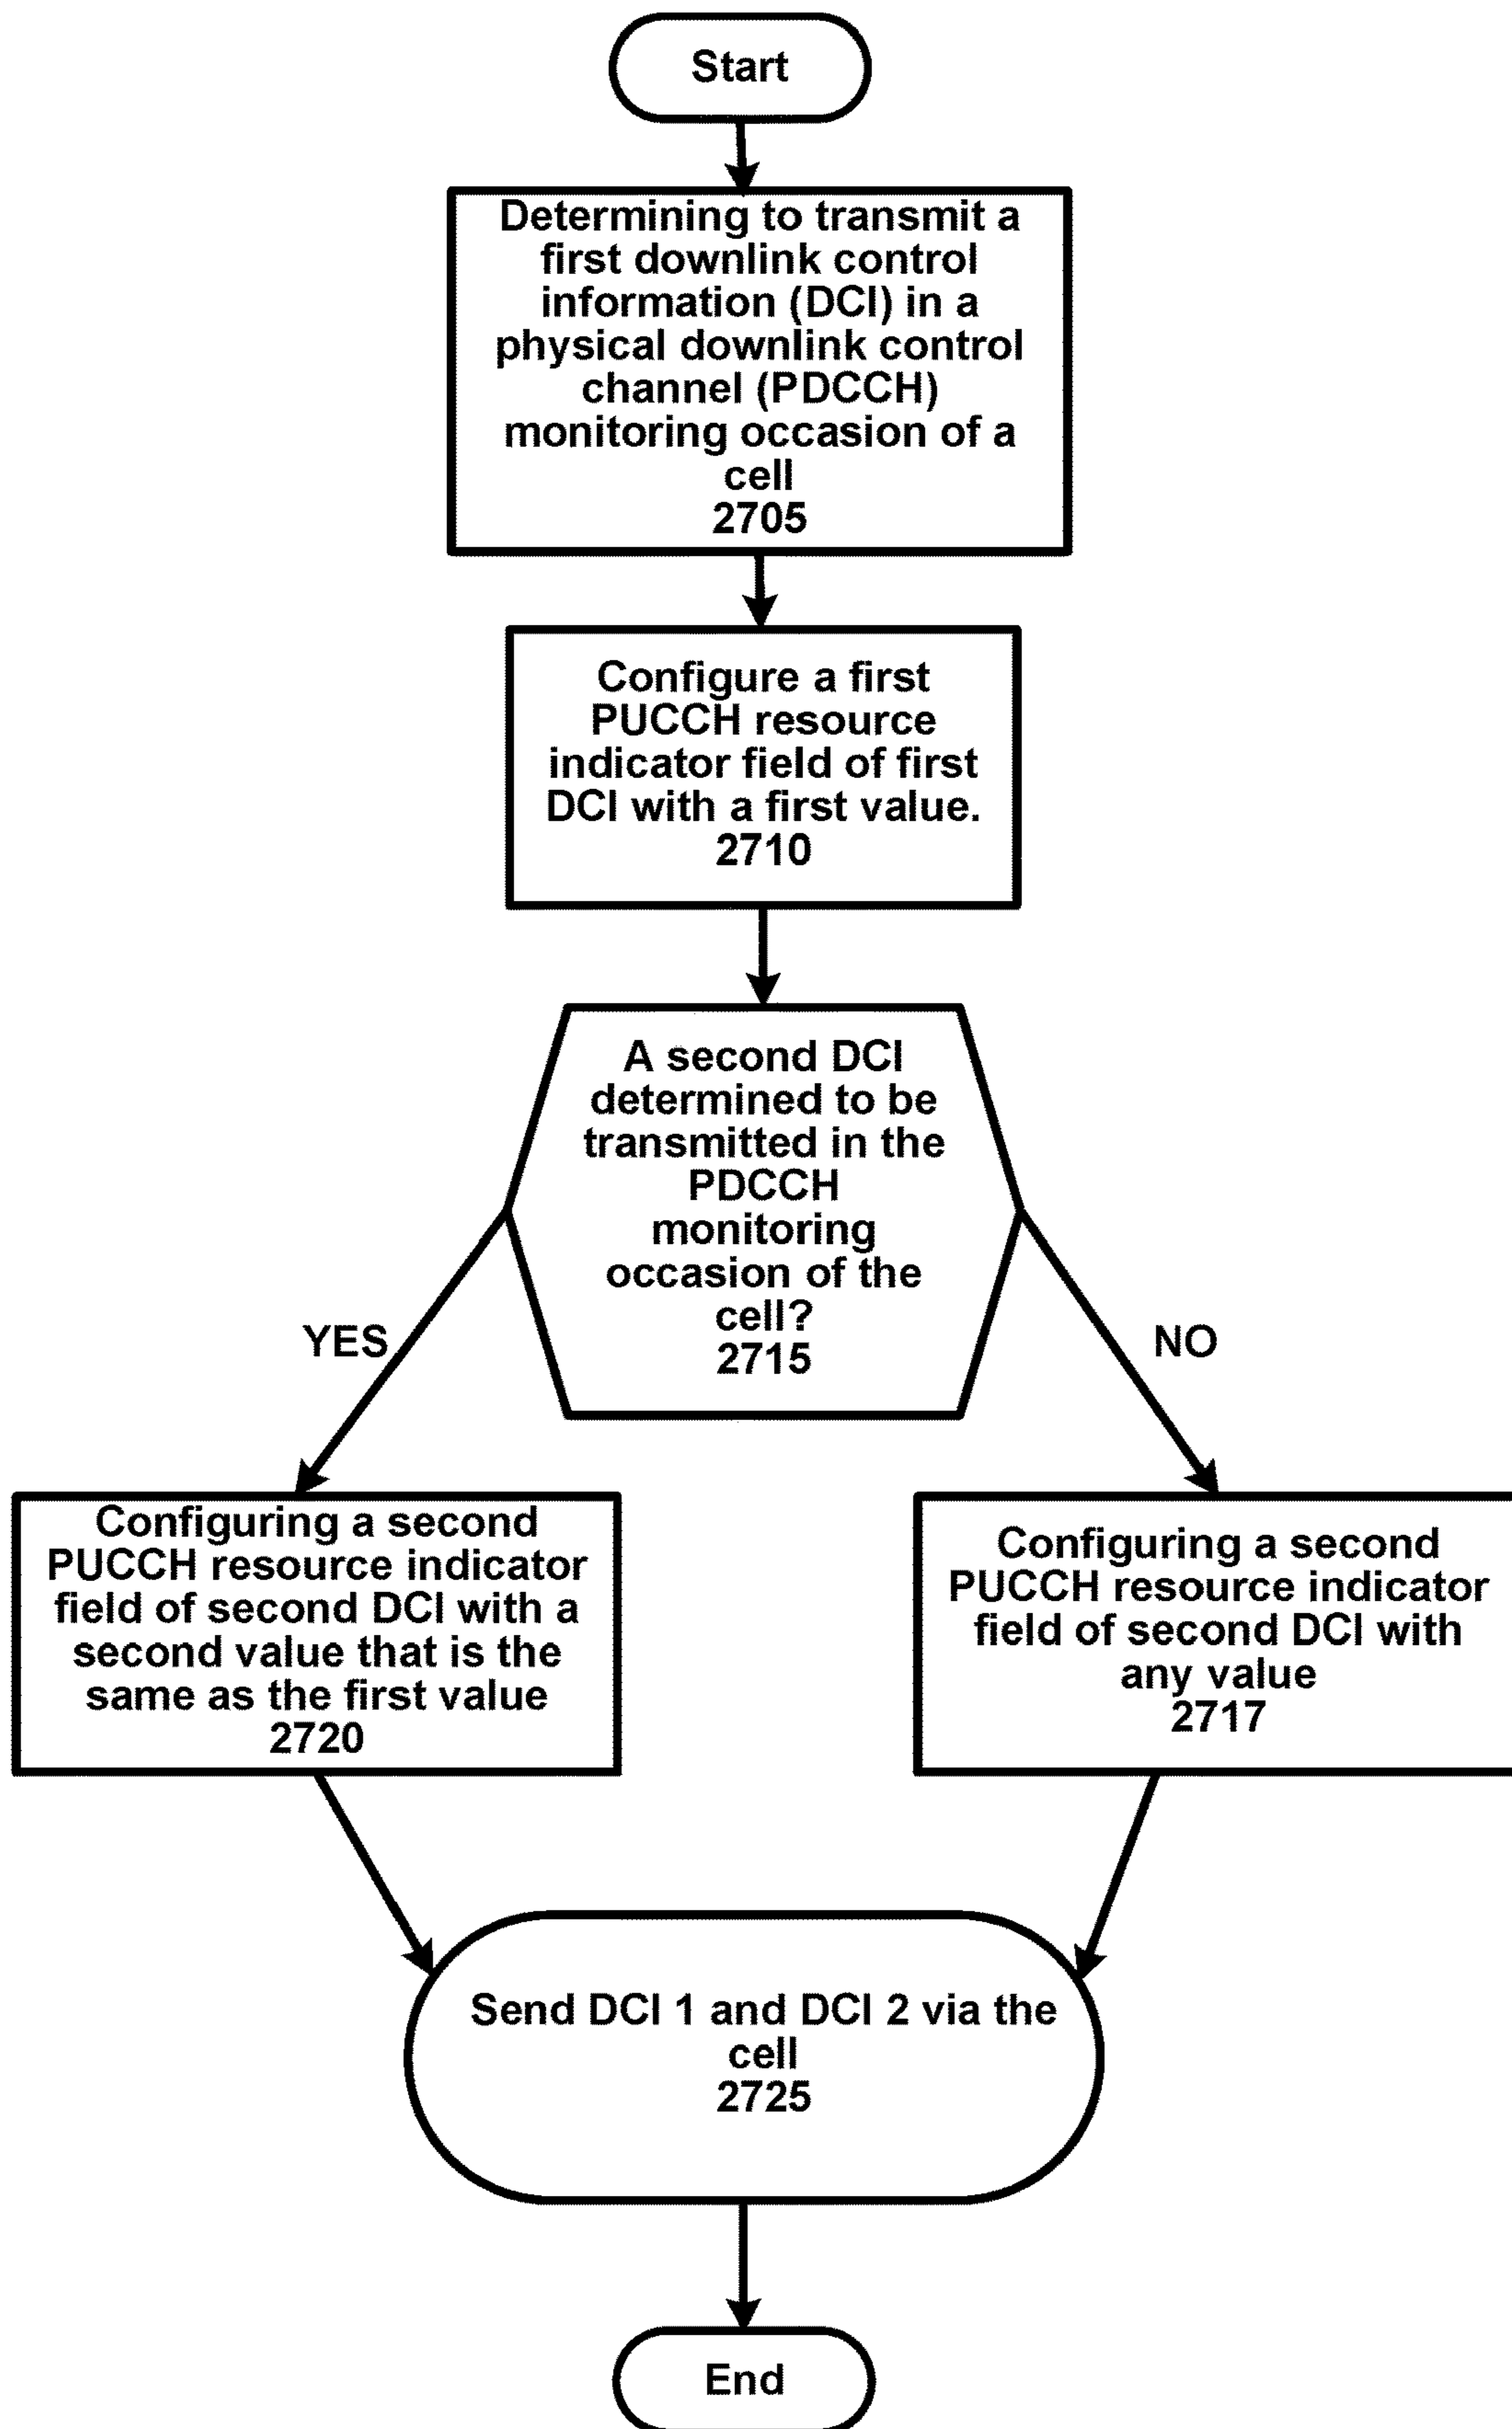 Start
Determining to transmit a
first downlink control
information (DCI) in a
physical downlink control
channel (PDCCH)
monitoring occasion of a
cell
2705
Configure a first
PUCCH resource
indicator field of first
DCI with a first value.
2710
A second DCI
determined to be
transmitted in the
PDCCH
monitoring
occasion of the
cell?
2715
YES
NO
Configuring a second
PUCCH resource indicator
field of second DCI with a
second value that is the
same as the first value
2720
Configuring a second
PUCCH resource indicator
field of second DCI with
any value
2717
Send DCI 1 and DCI 2 via the
cell
2725
End